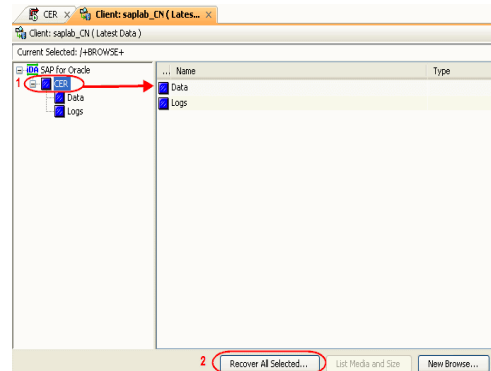 CER
Client: saplab_CN ( Lates...
Client: saplab_CN ( Latest Data )
Current Selected: /+BROWSE+
iDA SAP for Oracle
1 CER
Data
Logs
... Name Type
Data
Logs
2 Recover All Selected... List Media and Size New Browse...